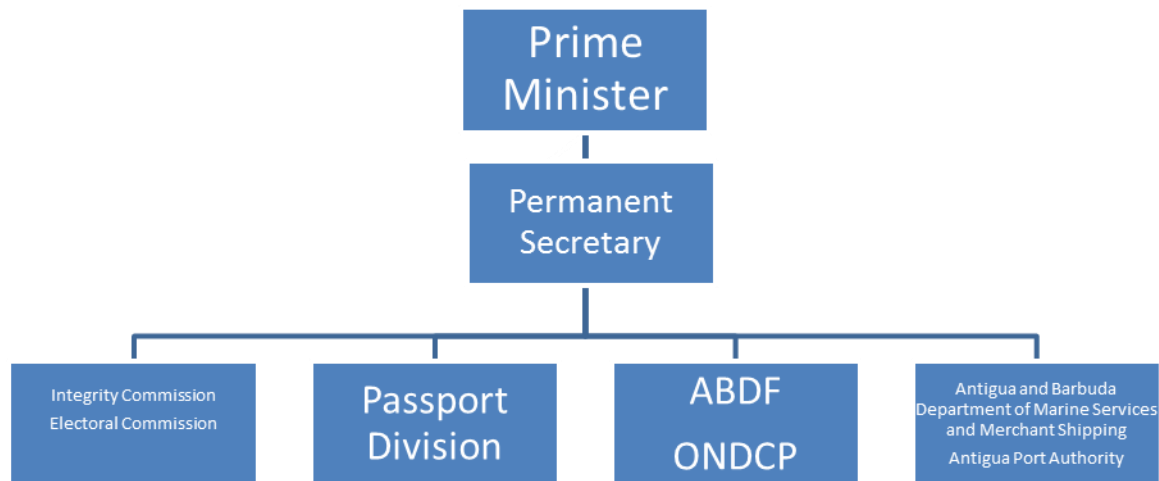 Prime
Minister
Permanent
Secretary
Integrity Commission
Electoral Commission
Passport
Division
ABDF
ONDCP
Antigua and Barbuda
Department of Marine Services
and Merchant Shipping
Antigua Port Authority